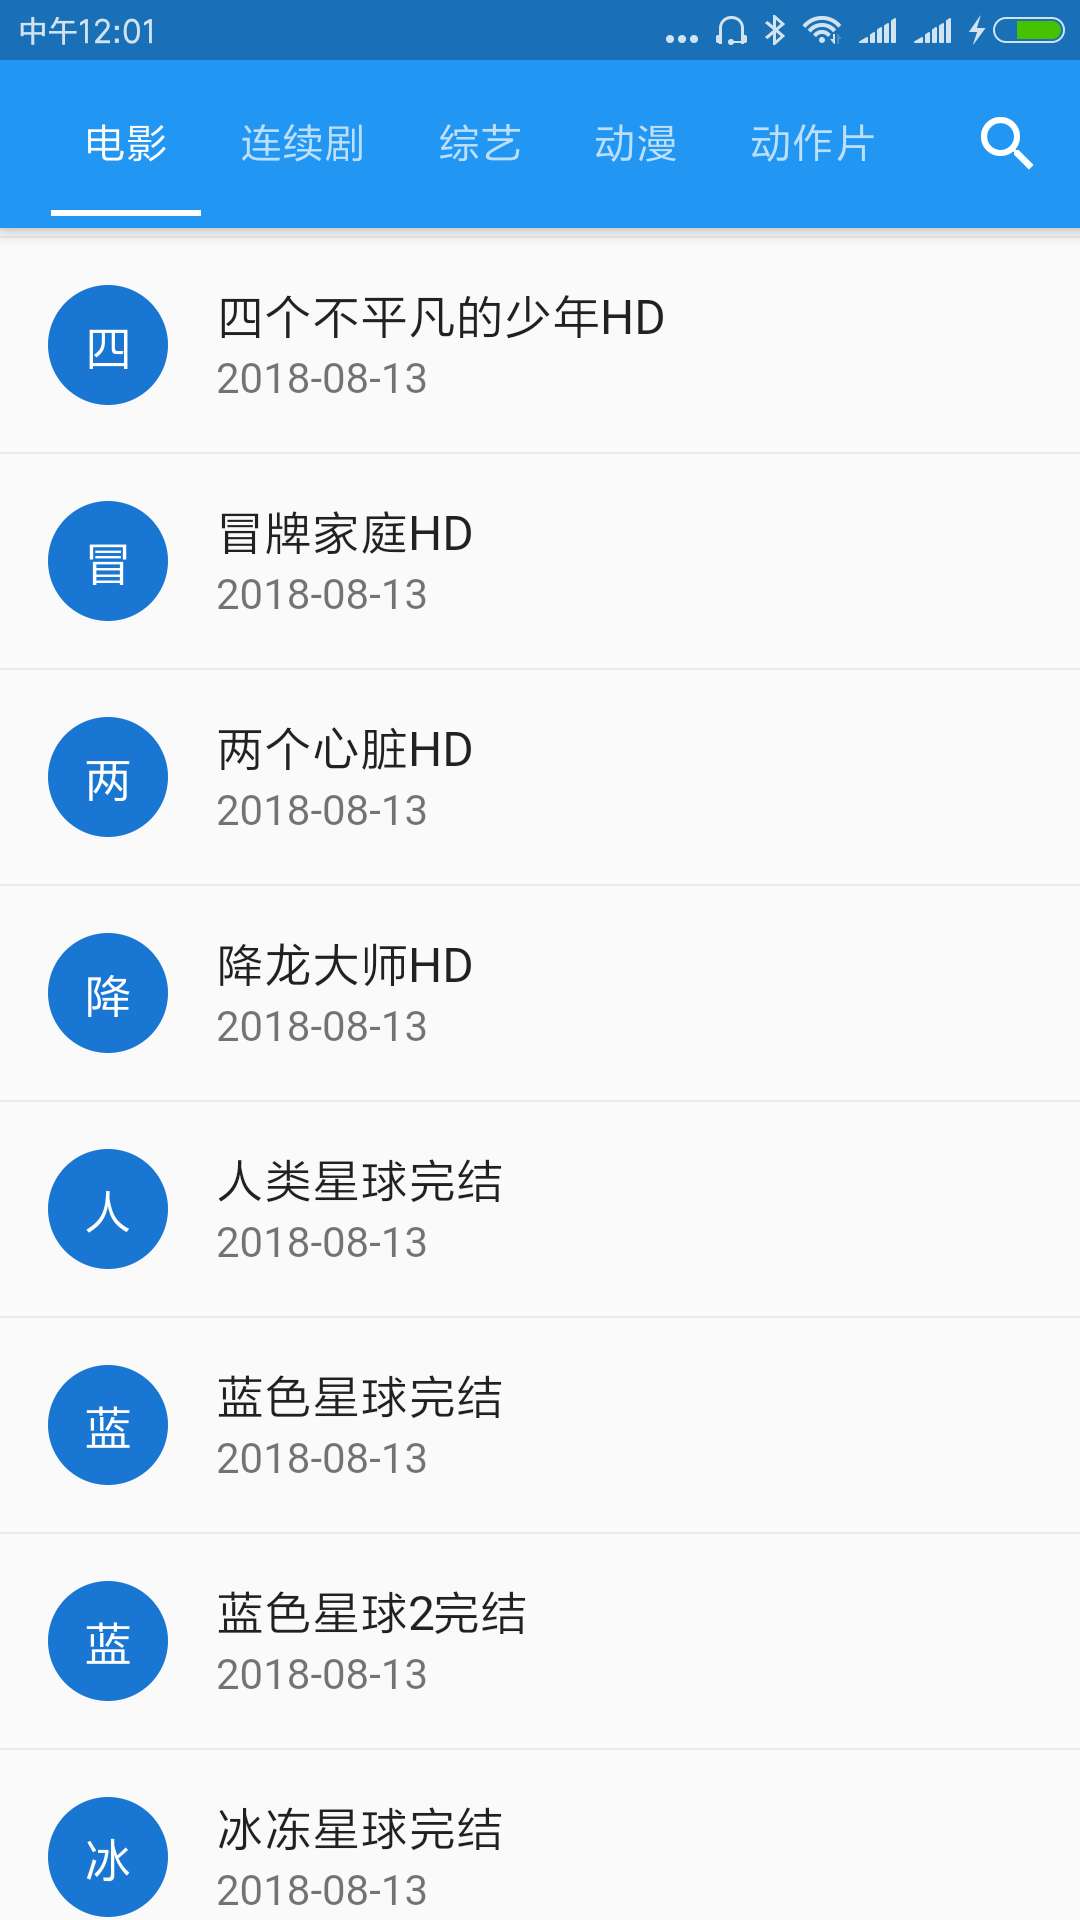 中午12:01
电影 连续剧 综艺 动漫 动作片
四
四个不平凡的少年HD
2018-08-13
冒
冒牌家庭HD
2018-08-13
两
两个心脏HD
2018-08-13
降
降龙大师HD
2018-08-13
人
人类星球完结
2018-08-13
蓝
蓝色星球完结
2018-08-13
蓝
蓝色星球2完结
2018-08-13
冰
冰冻星球完结
2018-08-13